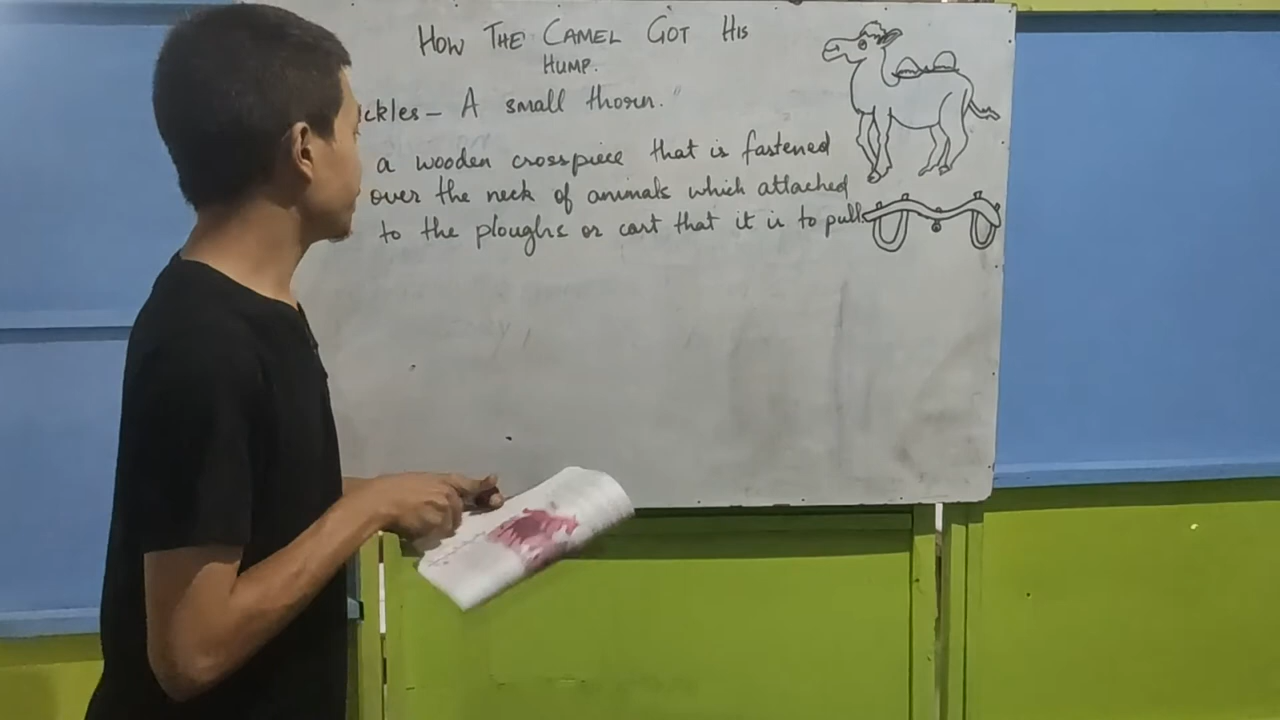 How The Camel Got His
Hump.
ckles – A small thorn."
a wooden crosspiece that is fastened
over the neck of animals which attached
to the ploughs or cart that it is to pull